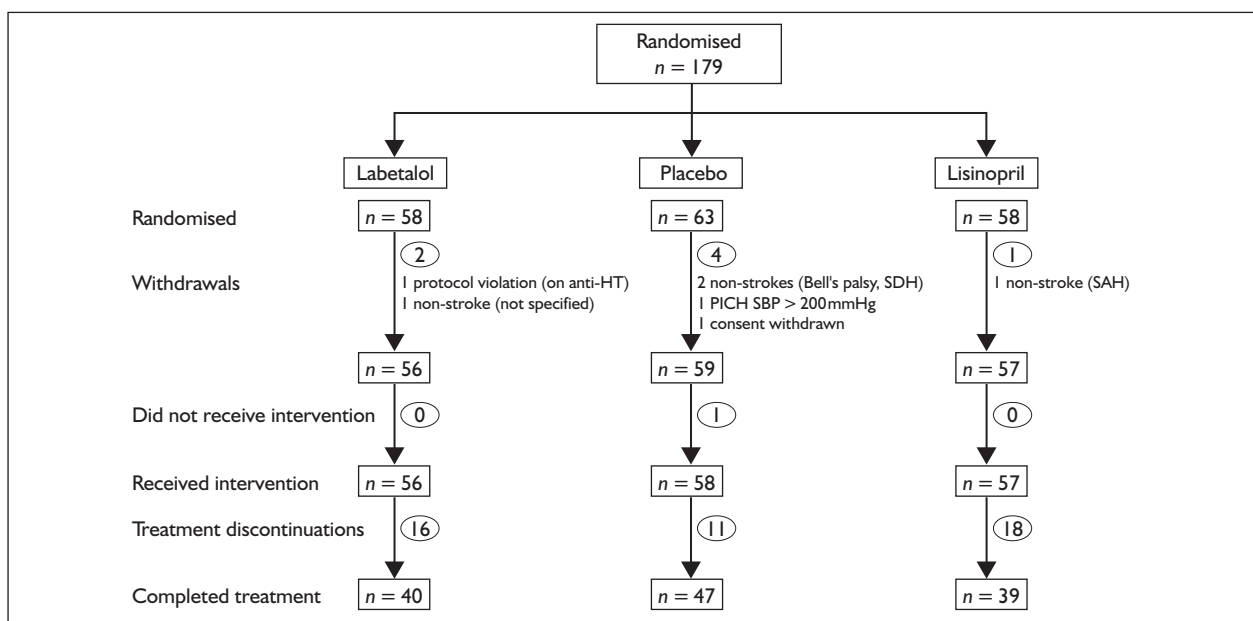 Randomised
n = 179
Labetalol
Placebo
Lisinopril
Randomised
n = 58
n = 63
n = 58
2
4
1
Withdrawals
1 protocol violation (on anti-HT)
1 non-stroke (not specified)
2 non-strokes (Bell's palsy, SDH)
1 PICH SBP > 200mmHg
1 consent withdrawn
1 non-stroke (SAH)
n = 56
n = 59
n = 57
Did not receive intervention
0
1
0
Received intervention
n = 56
n = 58
n = 57
Treatment discontinuations
16
11
18
Completed treatment
n = 40
n = 47
n = 39